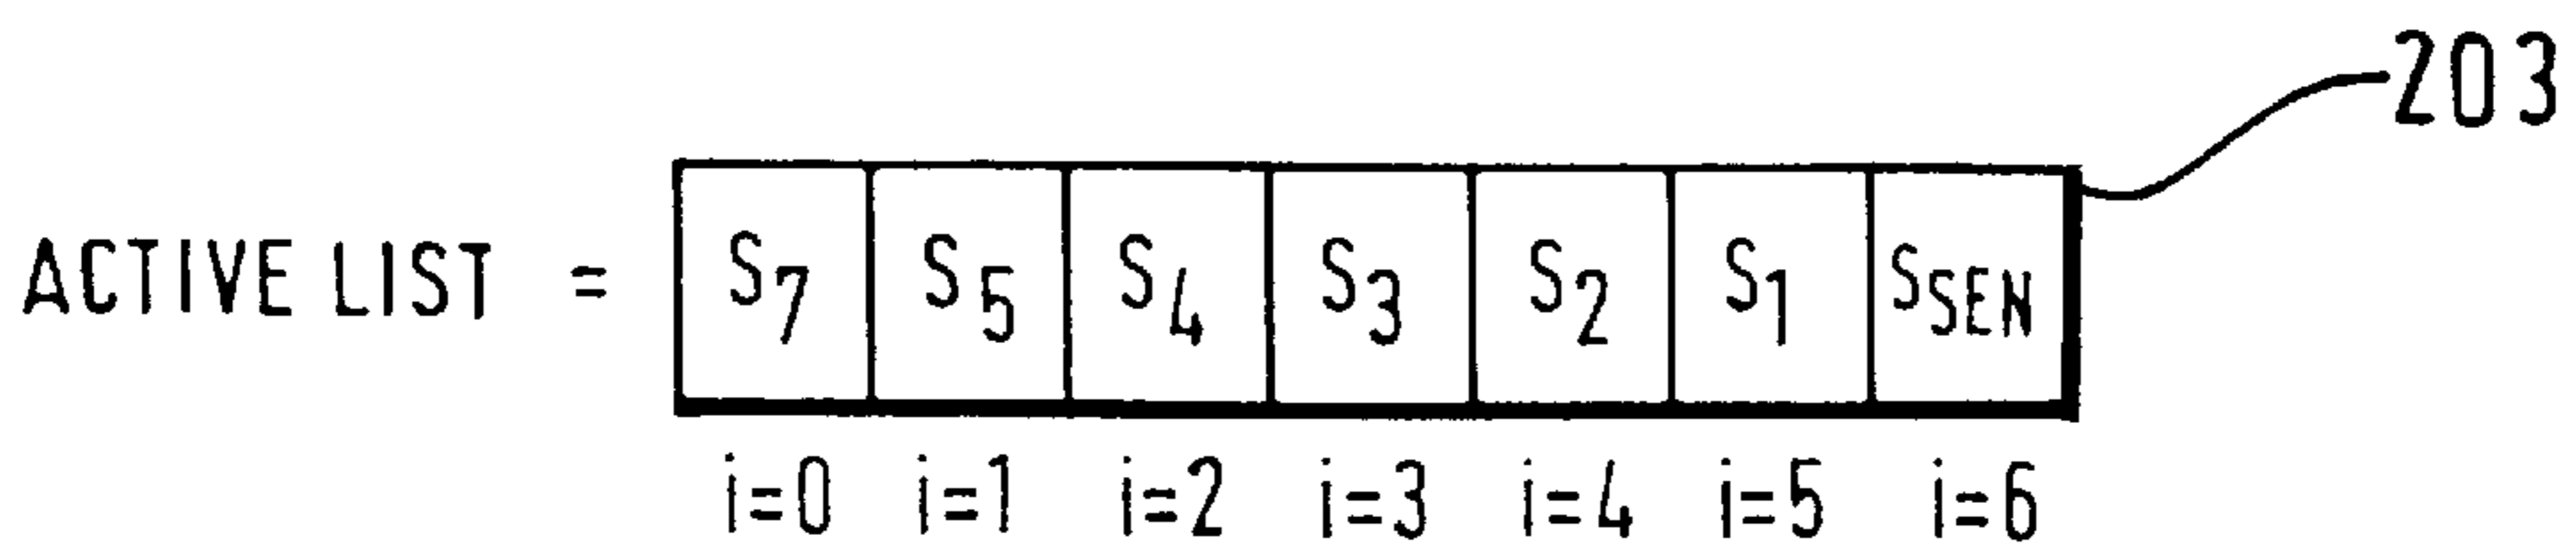 203
ACTIVE LIST = S7 S5 S4 S3 S2 S1 SSEN
i=0 i=1 i=2 i=3 i=4 i=5 i=6